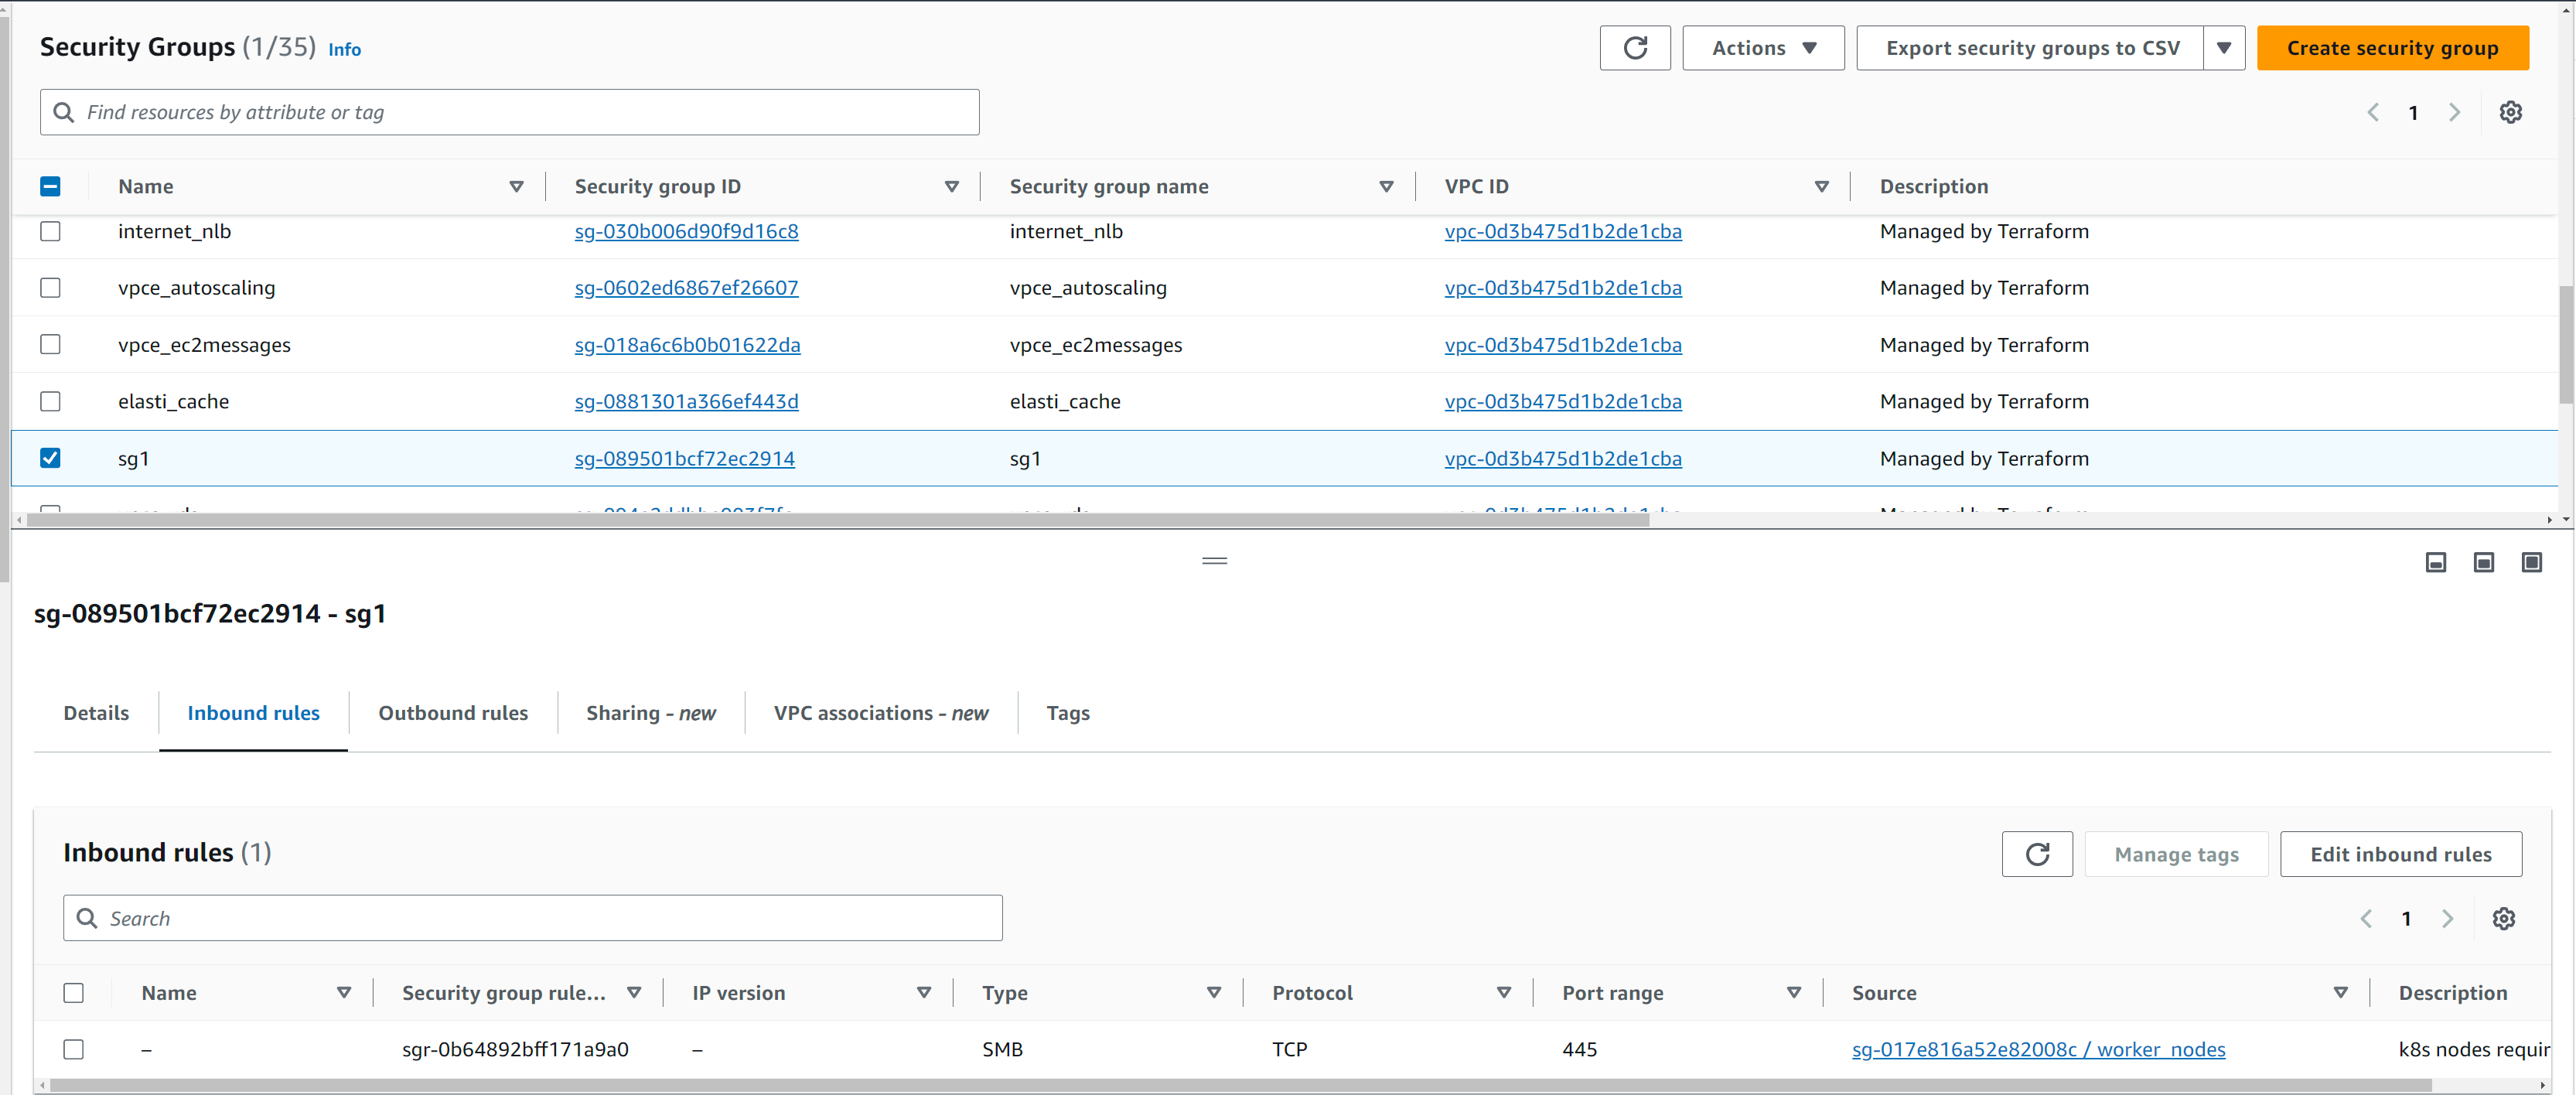 Security Groups (1/35) Info
Actions
Export security groups to CSV
Create security group
Find resources by attribute or tag
1
Name Security group ID Security group name VPC ID Description
internet_nlb sg-030b006d90f9d16c8 internet_nlb vpc-0d3b475d1b2de1cba Managed by Terraform
vpce_autoscaling sg-0602ed6867ef26607 vpce_autoscaling vpc-0d3b475d1b2de1cba Managed by Terraform
vpce_ec2messages sg-018a6c6b0b01622da vpce_ec2messages vpc-0d3b475d1b2de1cba Managed by Terraform
elasti_cache sg-0881301a366ef443d elasti_cache vpc-0d3b475d1b2de1cba Managed by Terraform
sg1 sg-089501bcf72ec2914 sg1 vpc-0d3b475d1b2de1cba Managed by Terraform
sg-089501bcf72ec2914 - sg1
Details Inbound rules Outbound rules Sharing - new VPC associations - new Tags
Inbound rules (1)
Manage tags
Edit inbound rules
Search
1
Name Security group rule... IP version Type Protocol Port range Source Description
– sgr-0b64892bff171a9a0 – SMB TCP 445 sg-017e816a52e82008c / worker_nodes k8s nodes requir